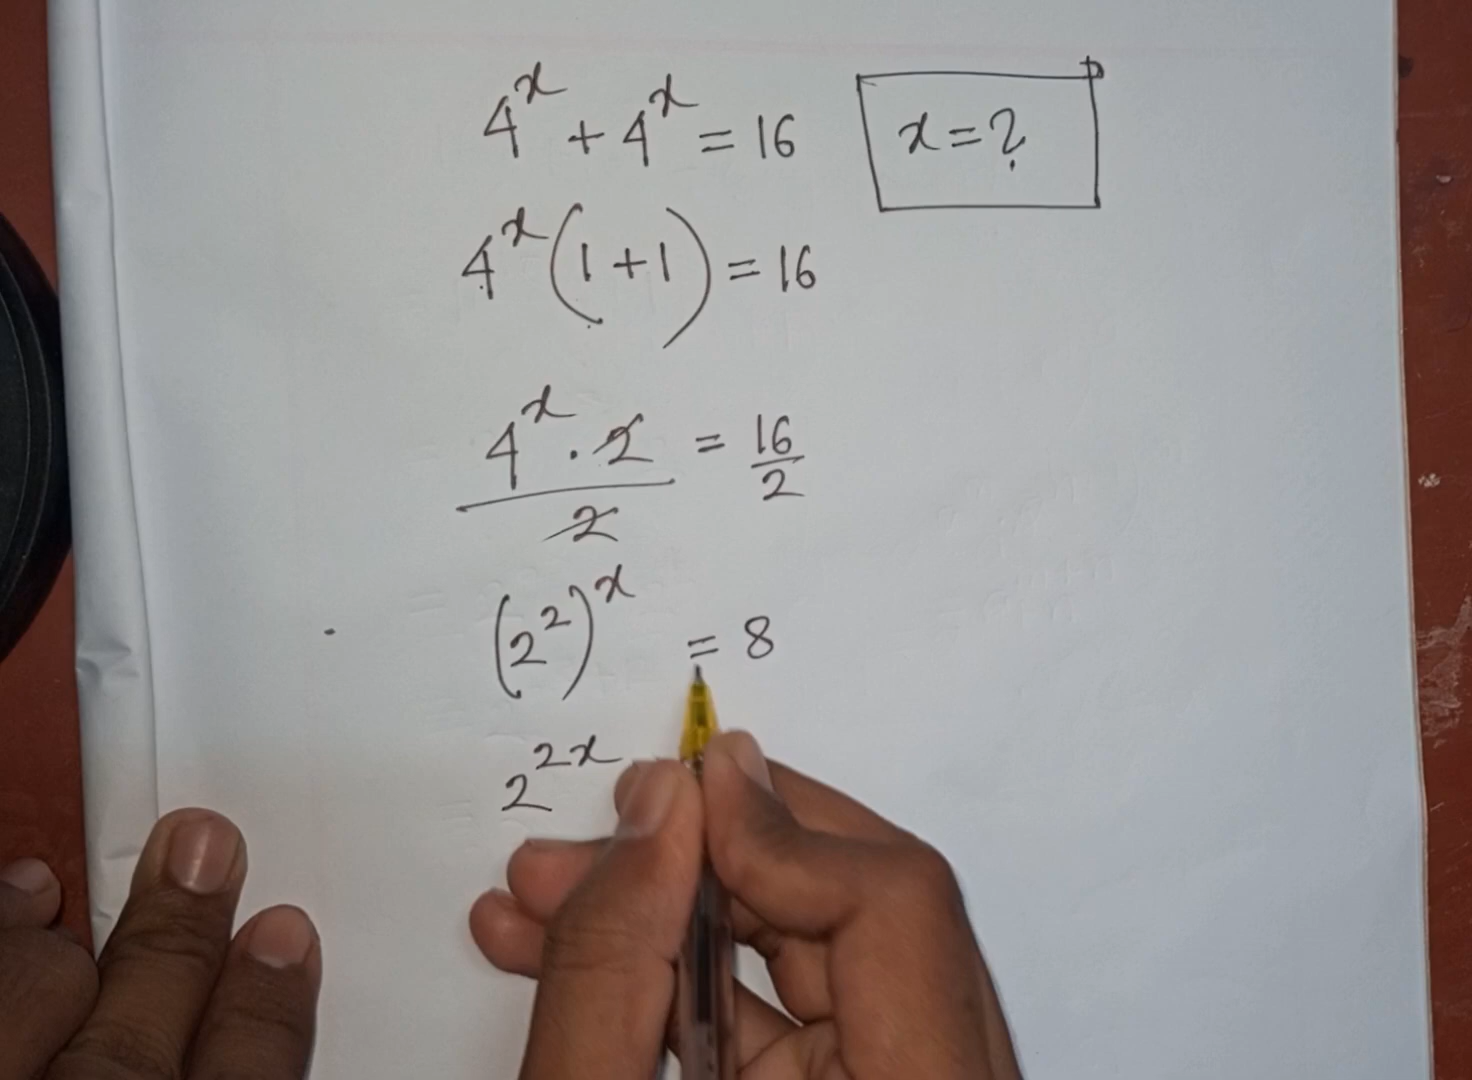 4^x + 4^x = 16 x = ?
4^x (1 + 1) = 16
4^x · 2 / 2 = 16 / 2
(2^2)^x = 8
2^2x